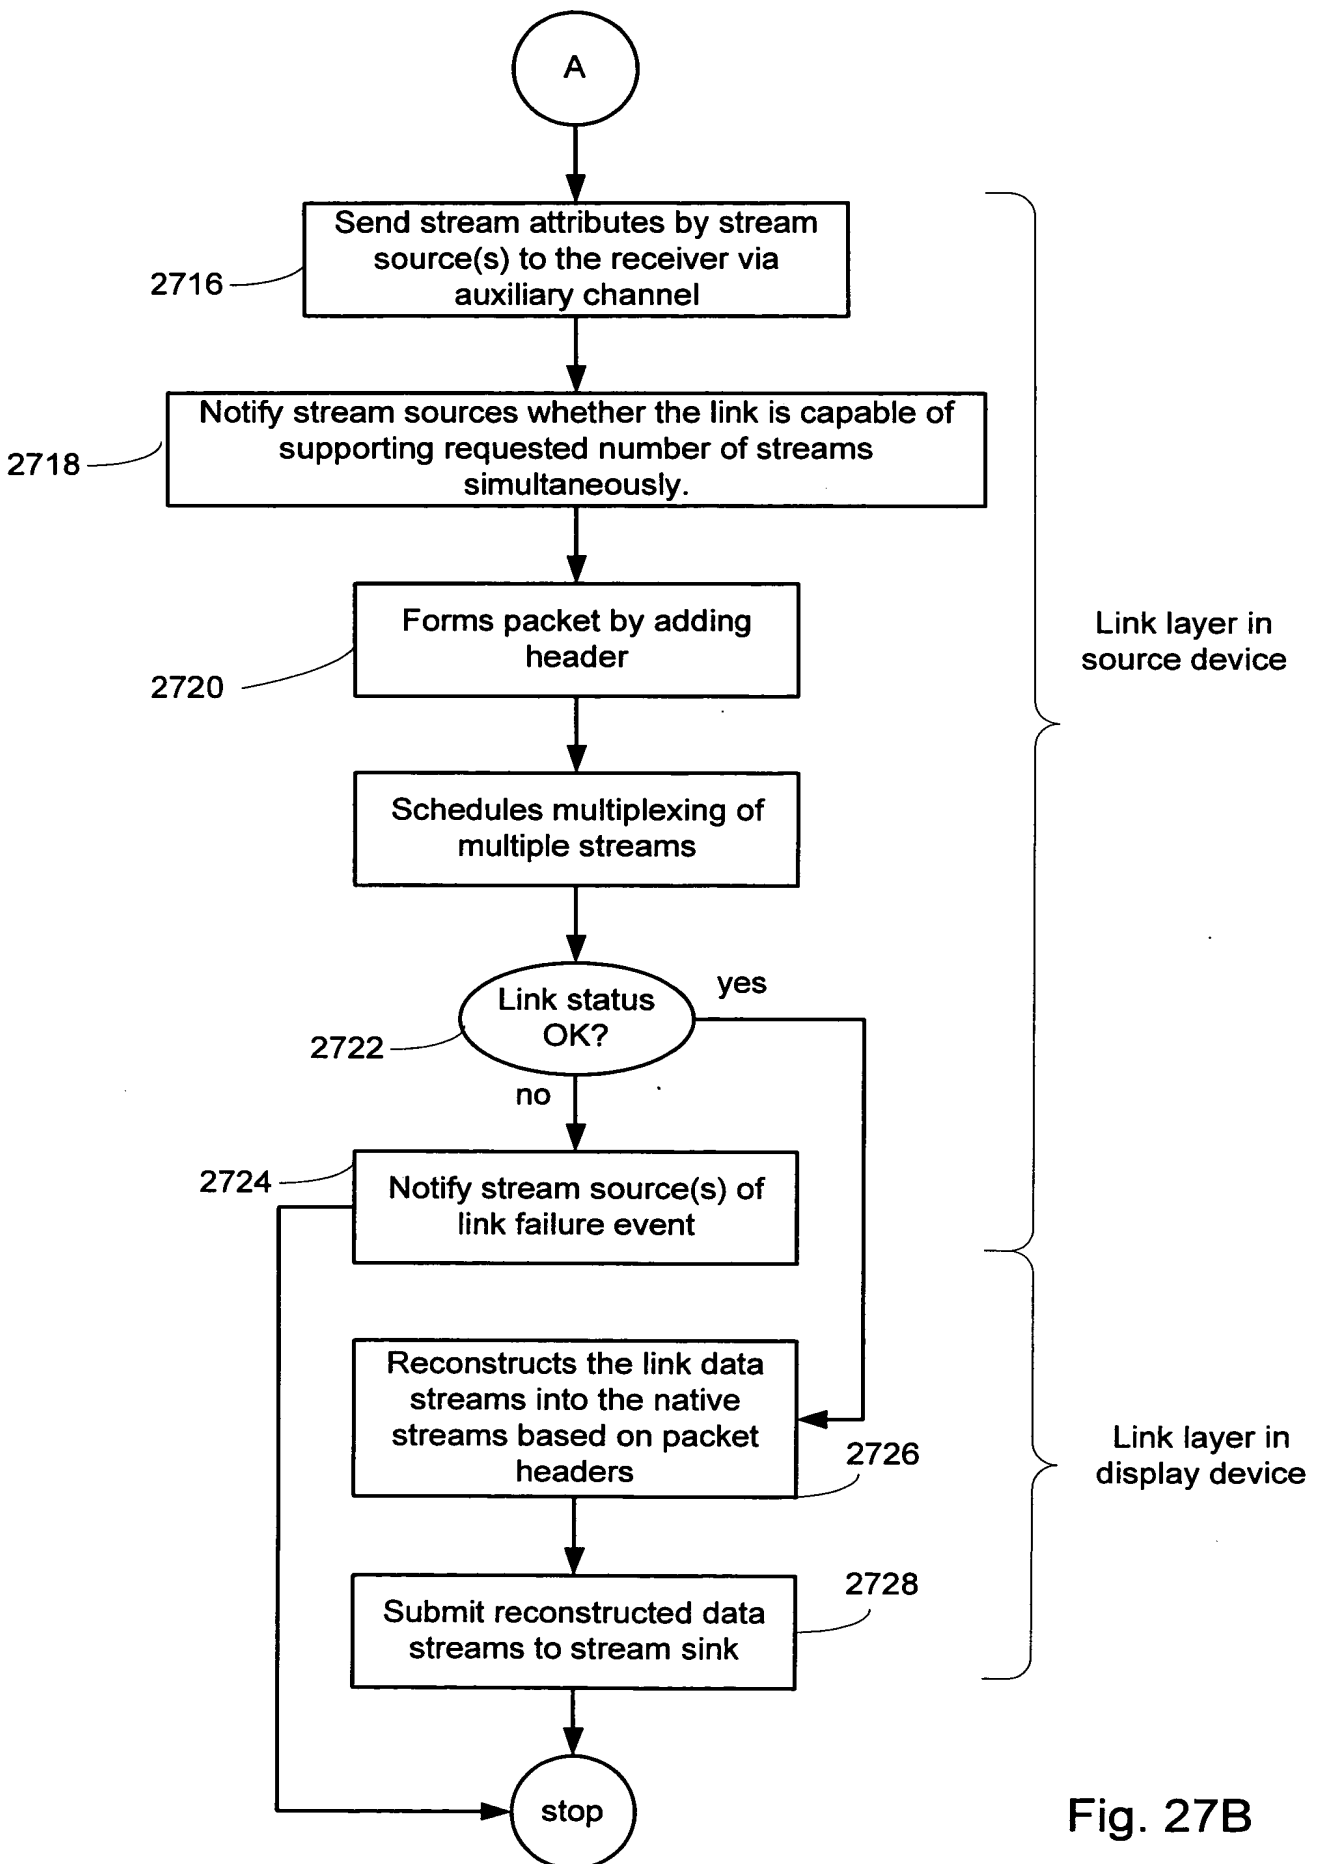 A
Send stream attributes by stream
source(s) to the receiver via
auxiliary channel
2716
Notify stream sources whether the link is capable of
supporting requested number of streams
simultaneously.
2718
Forms packet by adding
header
2720
Link layer in
source device
Schedules multiplexing of
multiple streams
Link status
OK?
yes
2722
no
2724
Notify stream source(s) of
link failure event
Reconstructs the link data
streams into the native
streams based on packet
headers
2726
Link layer in
display device
2728
Submit reconstructed data
streams to stream sink
stop
Fig. 27B